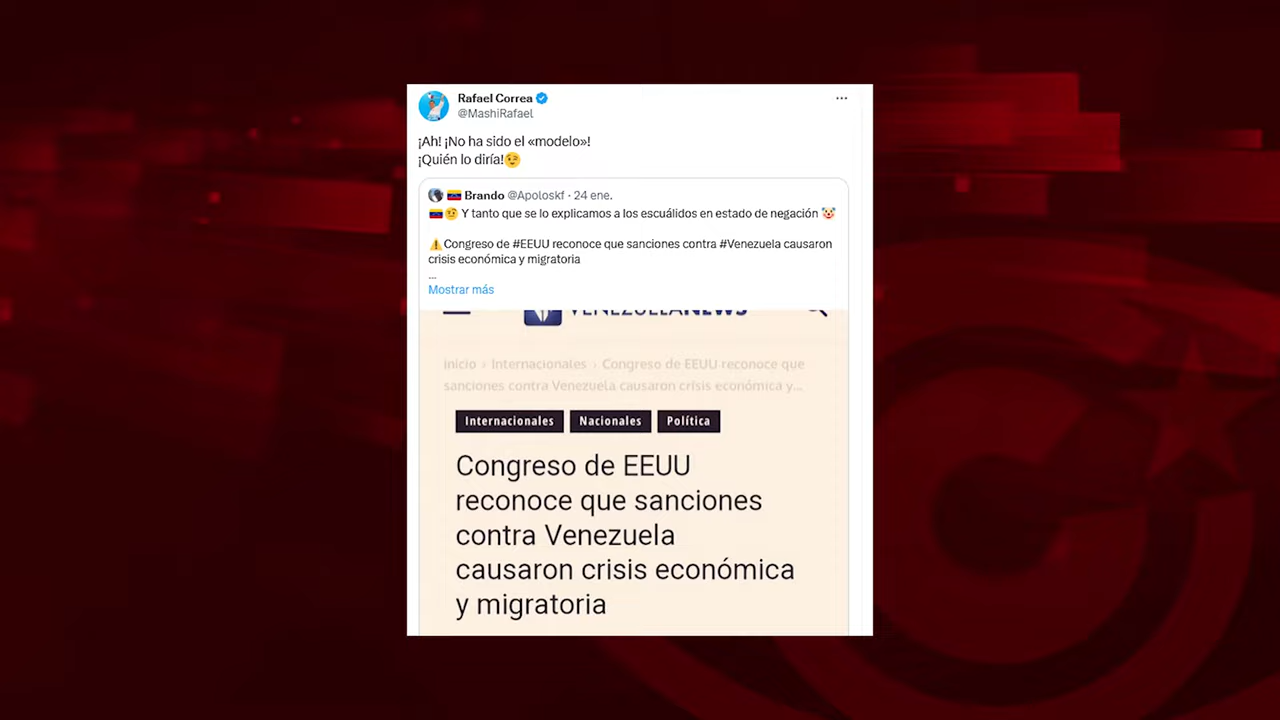 Rafael Correa
@MashiRafael
¡Ah! ¡No ha sido el «modelo»!
¡Quién lo diría!😉
Brando @Apoloskf · 24 ene.
🇻🇪🤨 Y tanto que se lo explicamos a los escuálidos en estado de negación 🤡
⚠️Congreso de #EEUU reconoce que sanciones contra #Venezuela causaron
crisis económica y migratoria
...
Mostrar más
VENEZUELANEWS
Inicio › Internacionales › Congreso de EEUU reconoce que
sanciones contra Venezuela causaron crisis económica y...
Internacionales Nacionales Política
Congreso de EEUU
reconoce que sanciones
contra Venezuela
causaron crisis económica
y migratoria